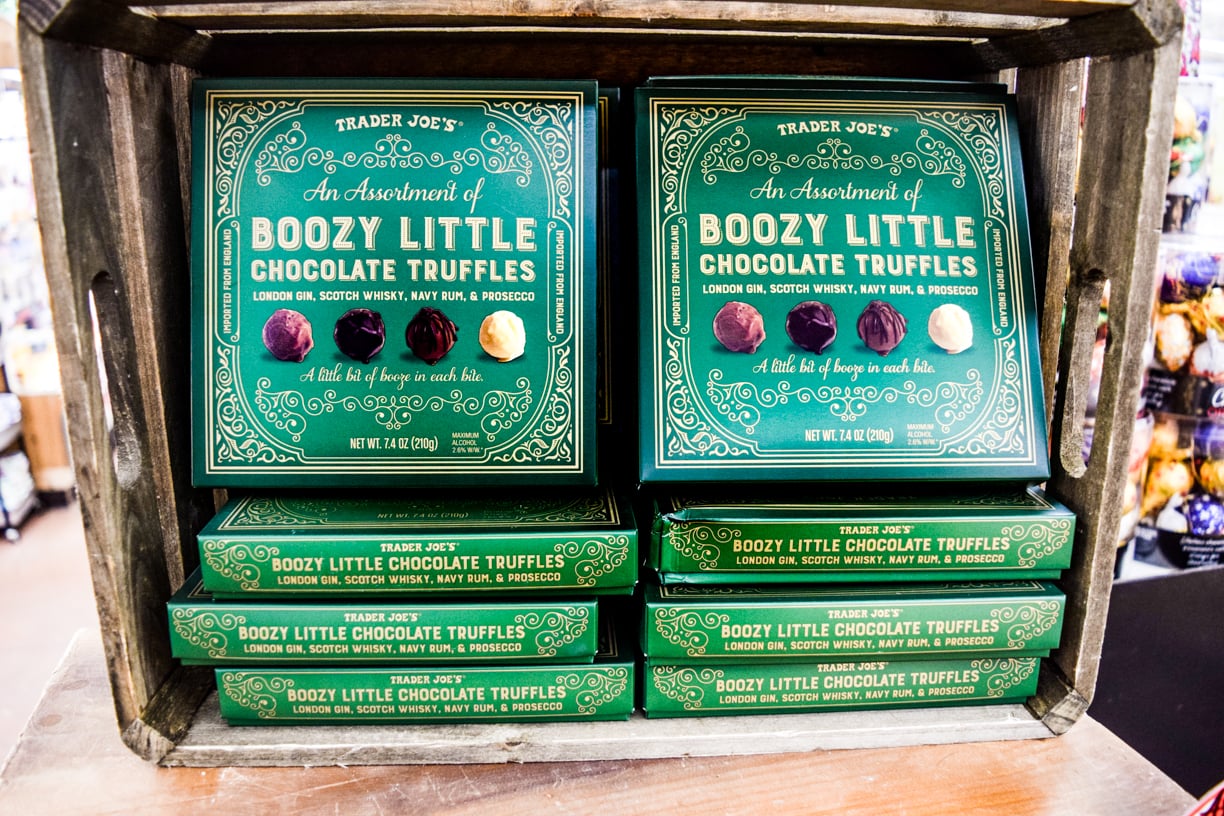 TRADER JOE'S®
An Assortment of
BOOZY LITTLE
CHOCOLATE TRUFFLES
LONDON GIN, SCOTCH WHISKY, NAVY RUM, & PROSECCO
IMPORTED FROM ENGLAND
IMPORTED FROM ENGLAND
A little bit of booze in each bite.
NET WT. 7.4 OZ (210g)
MAXIMUM
ALCOHOL
2.6% W/W
TRADER JOE'S®
An Assortment of
BOOZY LITTLE
CHOCOLATE TRUFFLES
LONDON GIN, SCOTCH WHISKY, NAVY RUM, & PROSECCO
IMPORTED FROM ENGLAND
IMPORTED FROM ENGLAND
A little bit of booze in each bite.
NET WT. 7.4 OZ (210g)
MAXIMUM
ALCOHOL
2.6% W/W
NET WT. 7.4 OZ (210g)
TRADER JOE'S®
BOOZY LITTLE CHOCOLATE TRUFFLES
LONDON GIN, SCOTCH WHISKY, NAVY RUM, & PROSECCO
TRADER JOE'S®
BOOZY LITTLE CHOCOLATE TRUFFLES
LONDON GIN, SCOTCH WHISKY, NAVY RUM, & PROSECCO
TRADER JOE'S®
BOOZY LITTLE CHOCOLATE TRUFFLES
LONDON GIN, SCOTCH WHISKY, NAVY RUM, & PROSECCO
TRADER JOE'S®
BOOZY LITTLE CHOCOLATE TRUFFLES
LONDON GIN, SCOTCH WHISKY, NAVY RUM, & PROSECCO
TRADER JOE'S®
BOOZY LITTLE CHOCOLATE TRUFFLES
LONDON GIN, SCOTCH WHISKY, NAVY RUM, & PROSECCO
TRADER JOE'S®
BOOZY LITTLE CHOCOLATE TRUFFLES
LONDON GIN, SCOTCH WHISKY, NAVY RUM, & PROSECCO